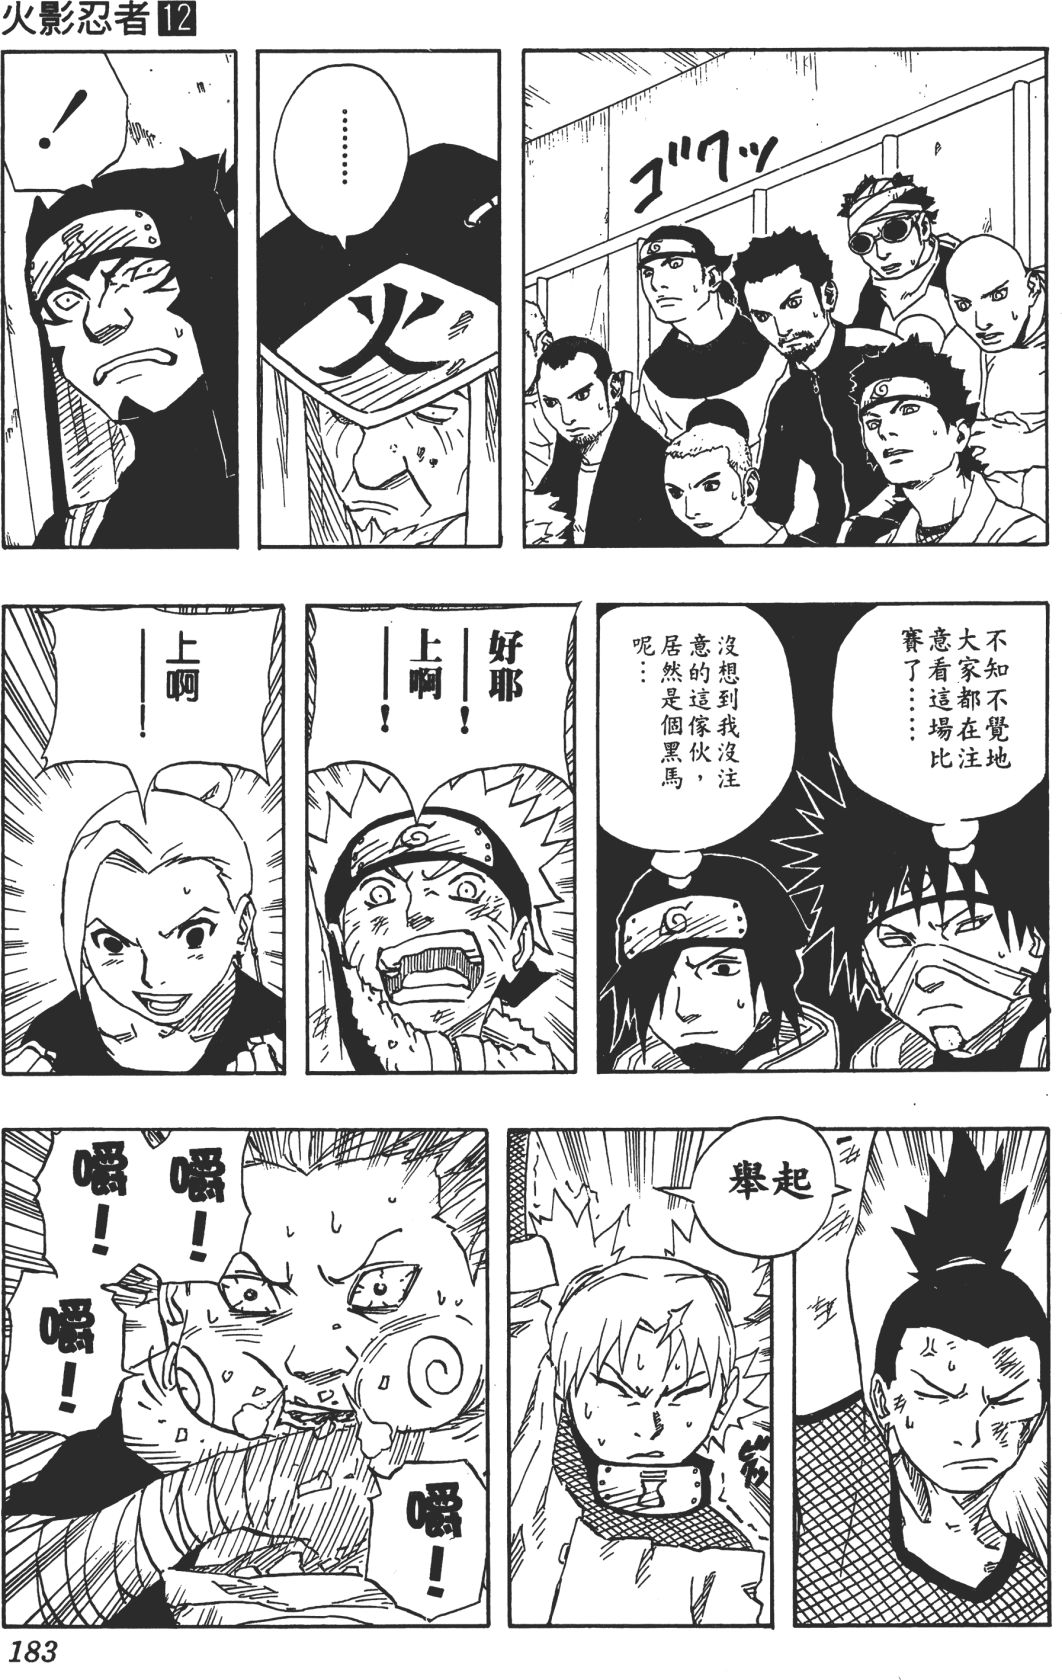 火影忍者12
ゴクッ
………
火
！
不知不覺地
大家都在注
意看這場比
賽了……
沒想到我沒注
意的這傢伙，
居然是個黑馬
呢…
好耶
——！
上啊
——！
上啊
——！
舉起
嚼！
嚼！
嚼！
嚼！
183